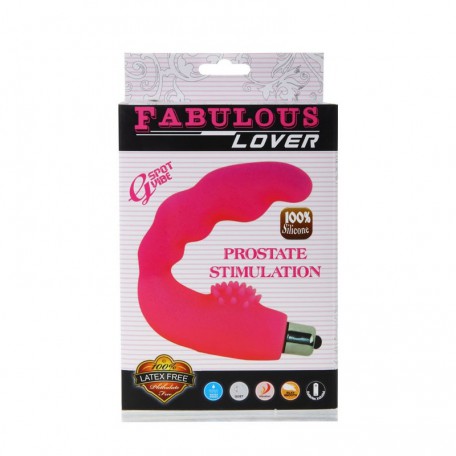 FABULOUS
LOVER
G SPOT
VIBE
100%
Silicone
PROSTATE
STIMULATION
100%
LATEX FREE
Phthalate
Free